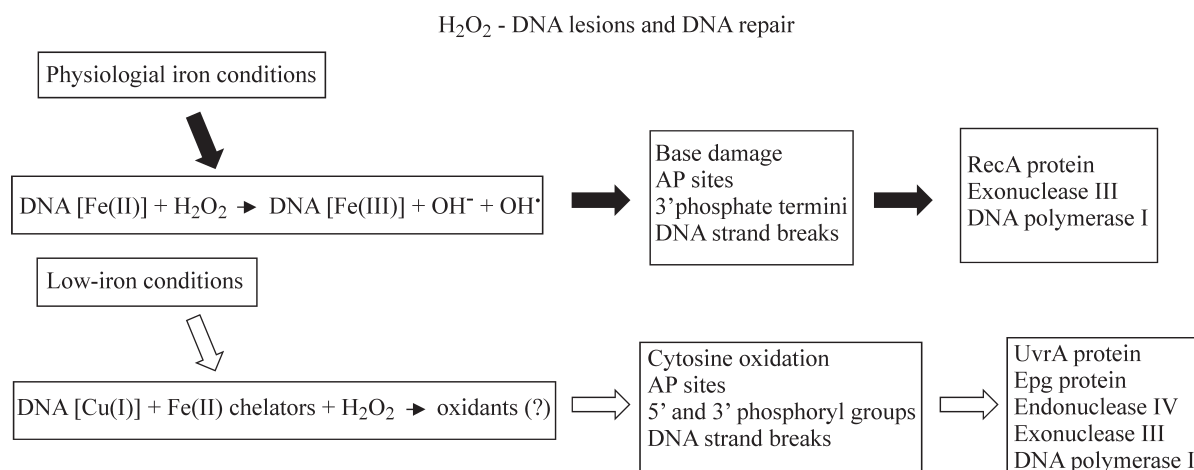 H₂O₂ - DNA lesions and DNA repair
Physiologial iron conditions
DNA [Fe(II)] + H₂O₂ → DNA [Fe(III)] + OH⁻ + OH•
Base damage
AP sites
3’phosphate termini
DNA strand breaks
RecA protein
Exonuclease III
DNA polymerase I
Low-iron conditions
DNA [Cu(I)] + Fe(II) chelators + H₂O₂ → oxidants (?)
Cytosine oxidation
AP sites
5’ and 3’ phosphoryl groups
DNA strand breaks
UvrA protein
Epg protein
Endonuclease IV
Exonuclease III
DNA polymerase I